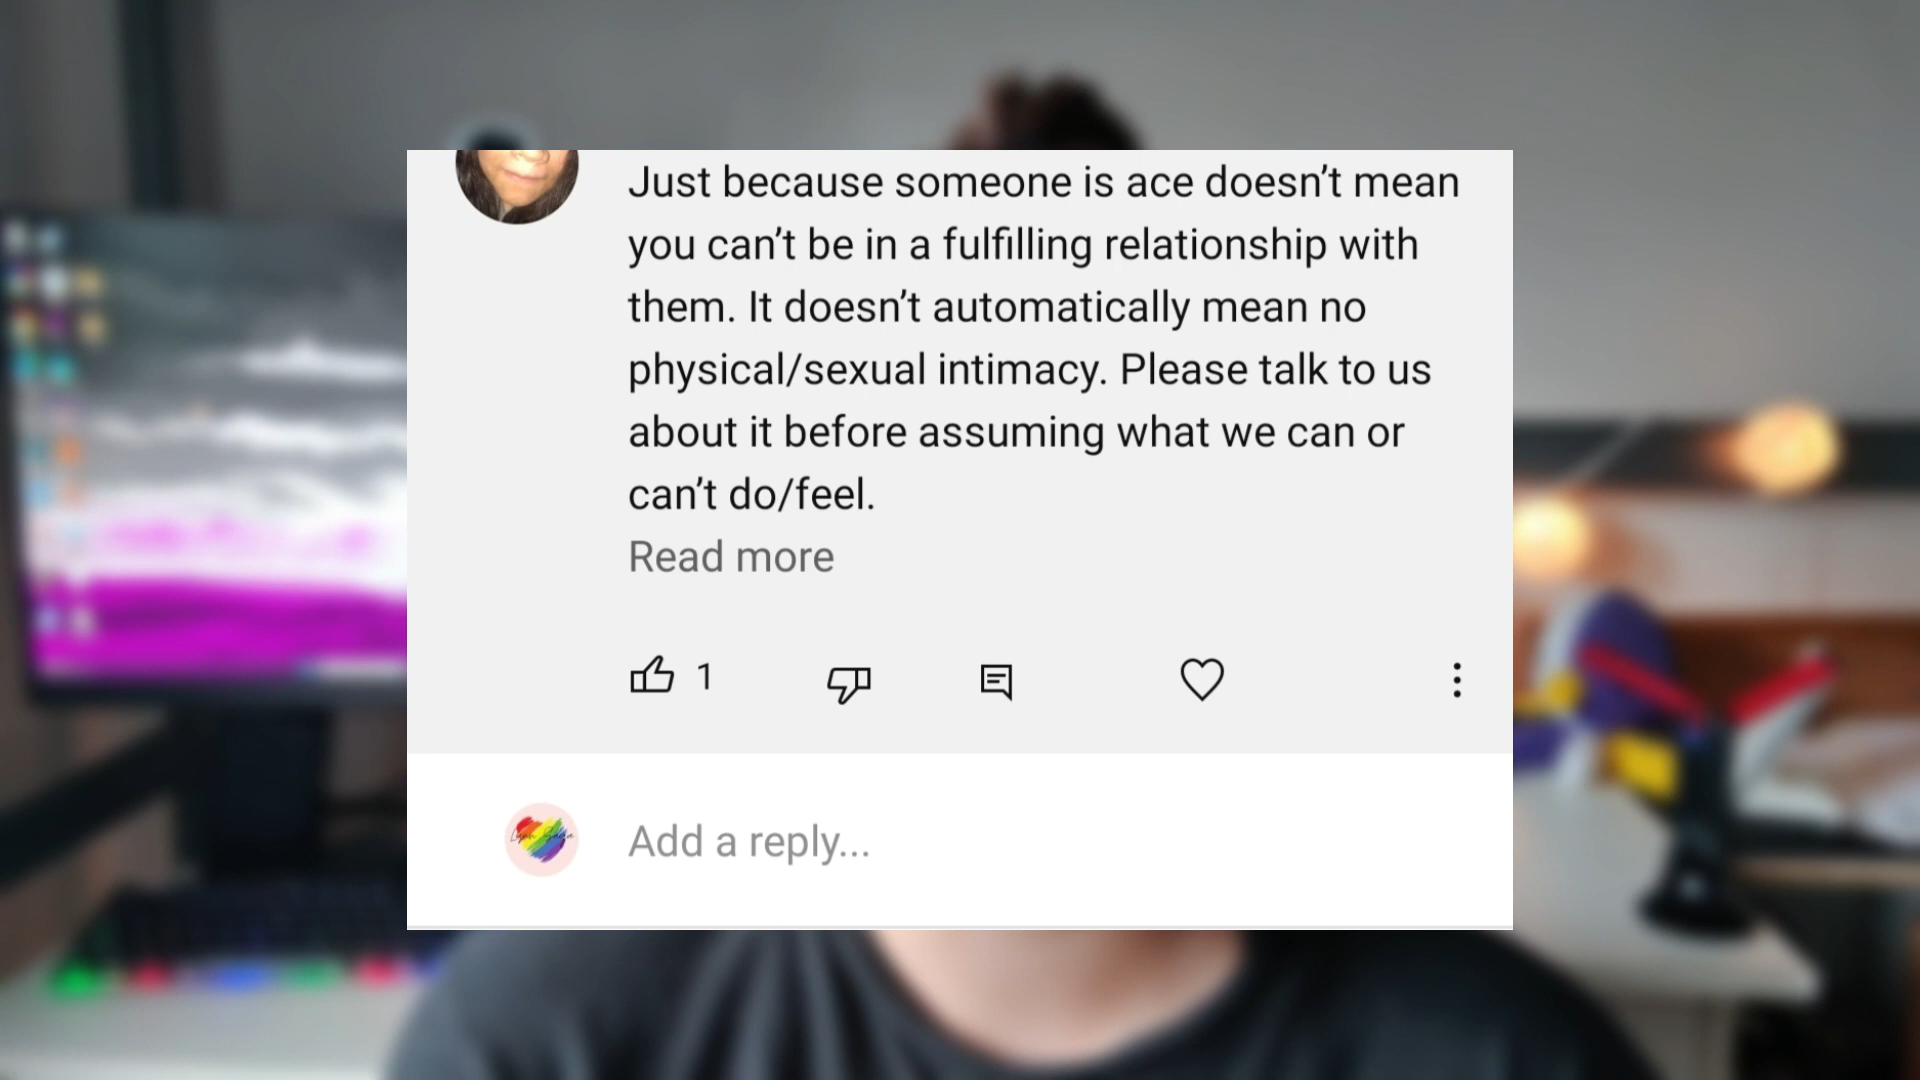 Just because someone is ace doesn’t mean
you can’t be in a fulfilling relationship with
them. It doesn’t automatically mean no
physical/sexual intimacy. Please talk to us
about it before assuming what we can or
can’t do/feel.
Read more
1
Add a reply...